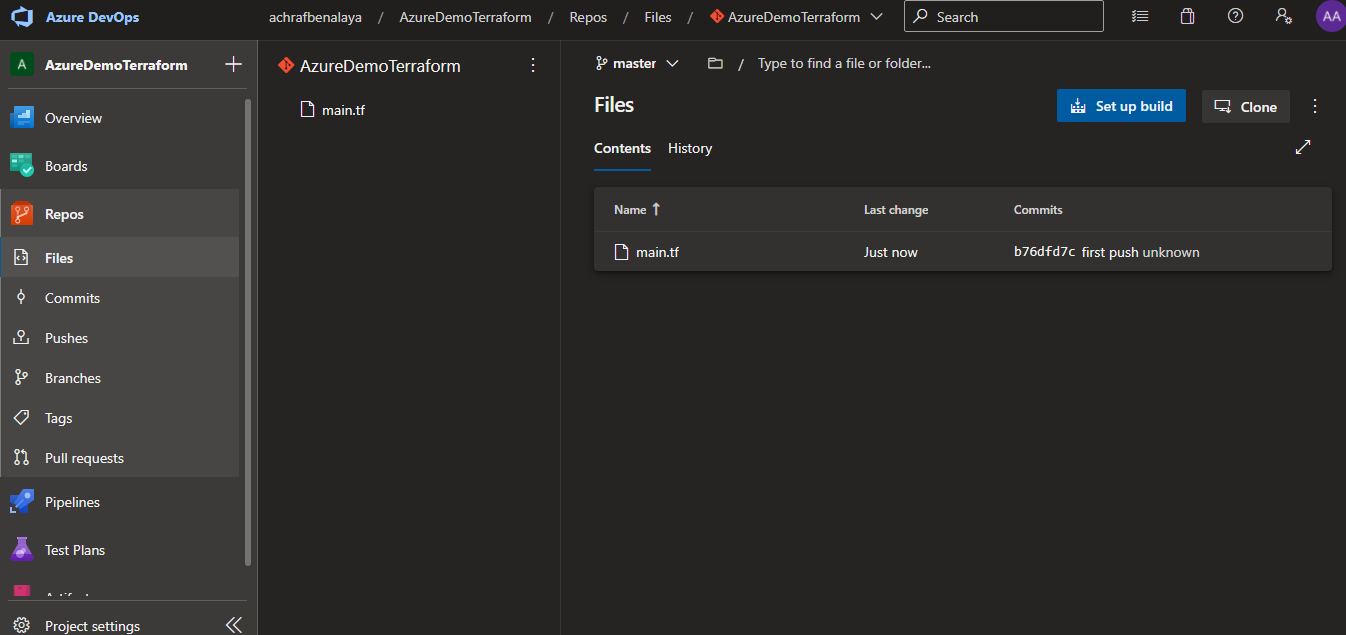 Azure DevOps
achrafbenalaya / AzureDemoTerraform / Repos / Files / AzureDemoTerraform
Search
AA
A AzureDemoTerraform
Overview
Boards
Repos
Files
Commits
Pushes
Branches
Tags
Pull requests
Pipelines
Test Plans
Project settings
AzureDemoTerraform
main.tf
master / Type to find a file or folder...
Files
Set up build
Clone
Contents History
Name Last change Commits
main.tf Just now b76dfd7c first push unknown